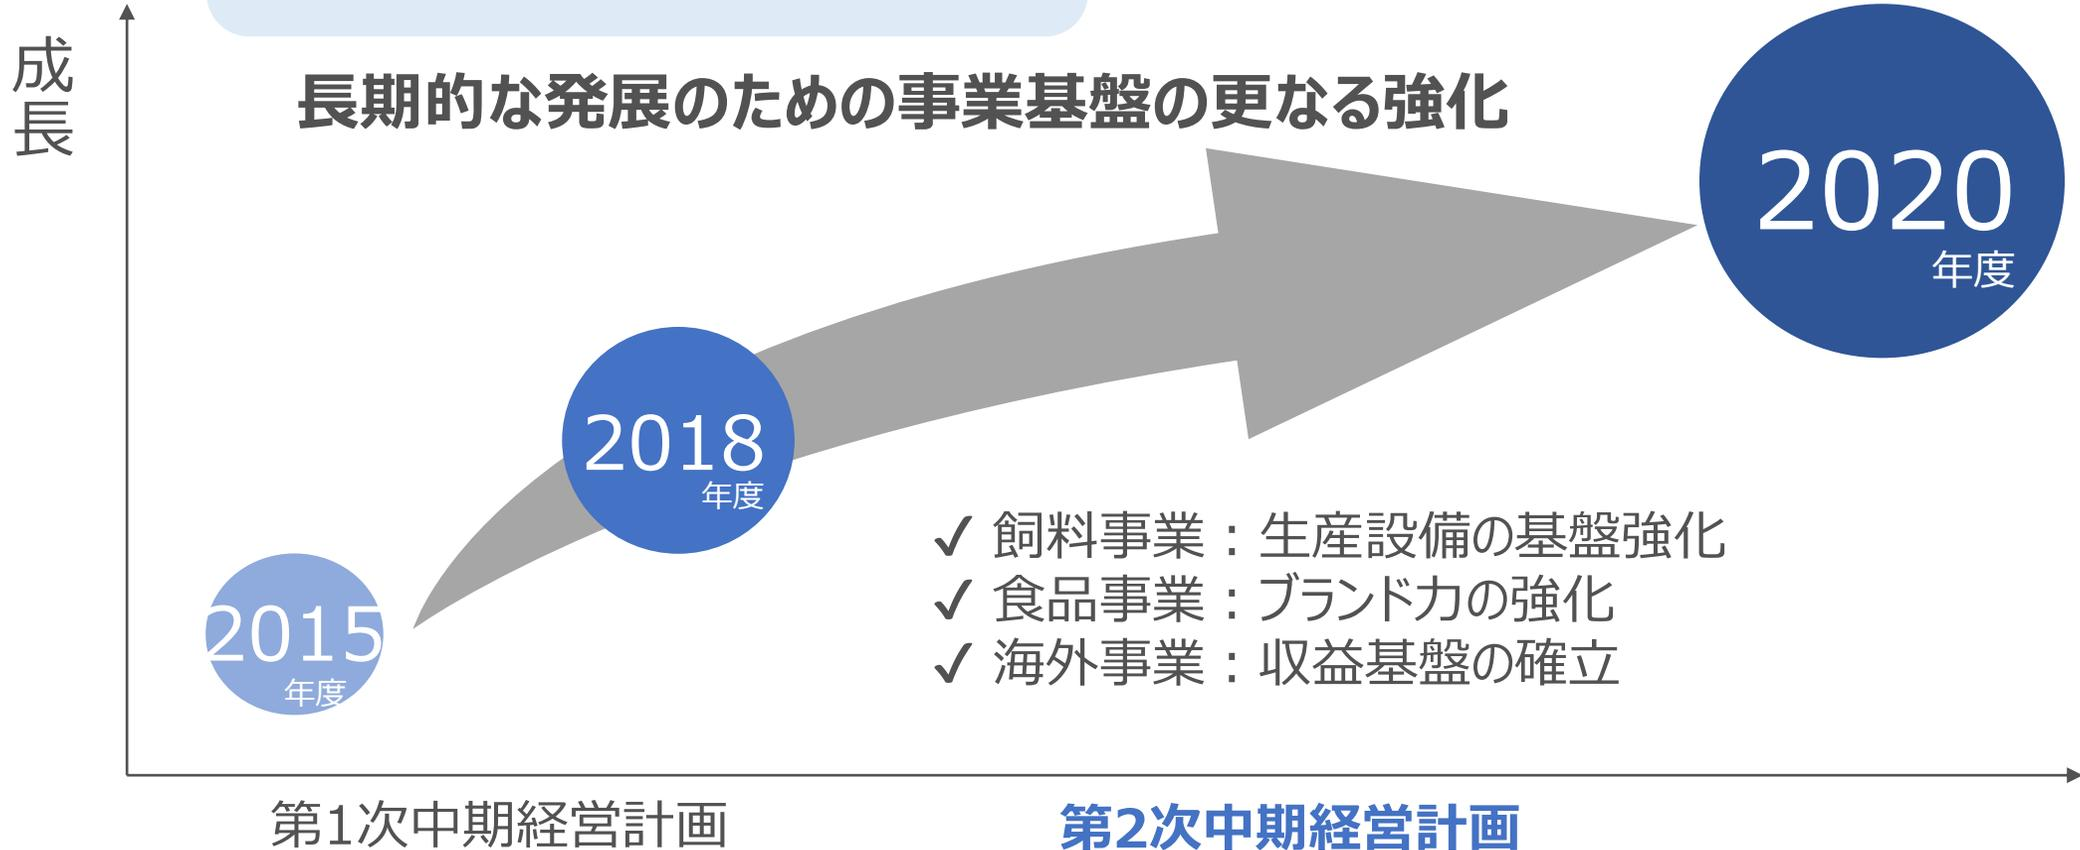 成長
長期的な発展のための事業基盤の更なる強化
2020
年度
2018
年度
2015
年度
✓ 飼料事業：生産設備の基盤強化
✓ 食品事業：ブランド力の強化
✓ 海外事業：収益基盤の確立
第1次中期経営計画
第2次中期経営計画